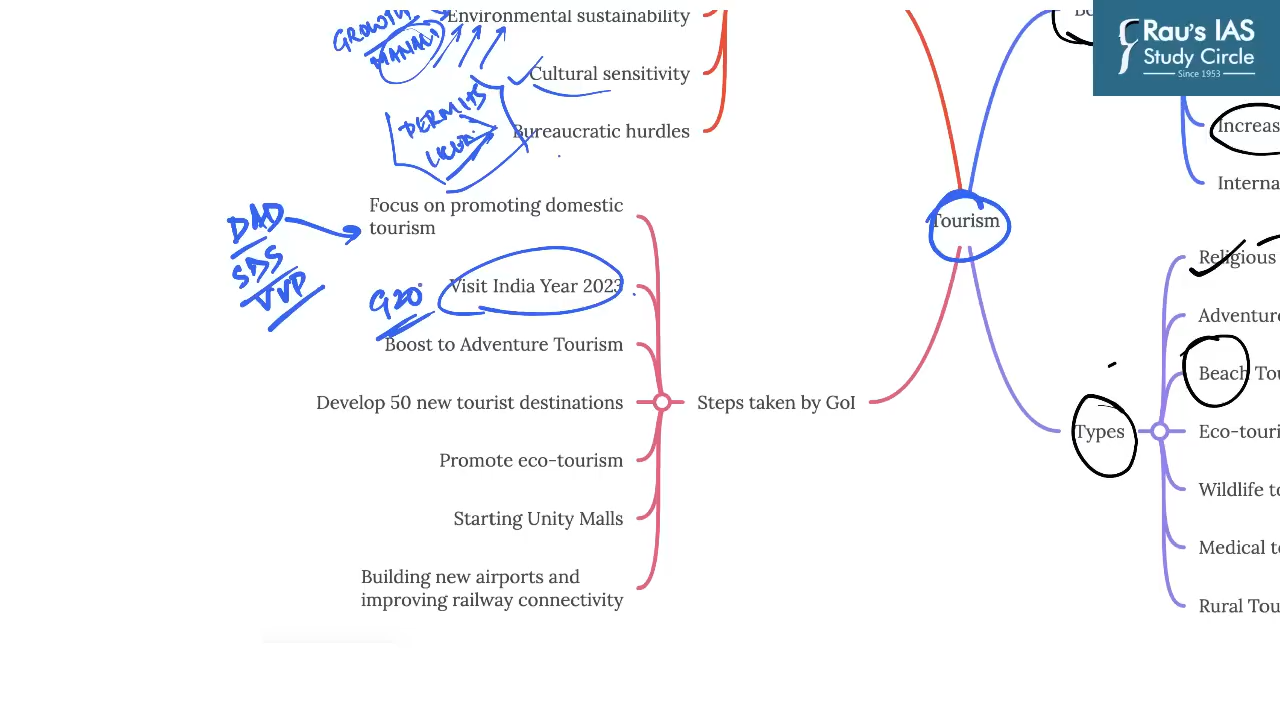 GROWTH
MANALI
Environmental sustainability
Cultural sensitivity
PERMITS
Bureaucratic hurdles
DAD
SDS
VVP
Focus on promoting domestic
tourism
Visit India Year 2023
G20
Boost to Adventure Tourism
Develop 50 new tourist destinations
Promote eco-tourism
Starting Unity Malls
Building new airports and
improving railway connectivity
Steps taken by GoI
Tourism
Rau's IAS
Study Circle
Since 1953
Increas
Interna
Types
Religious
Adventure
Beach Tou
Eco-touri
Wildlife to
Medical to
Rural Tou